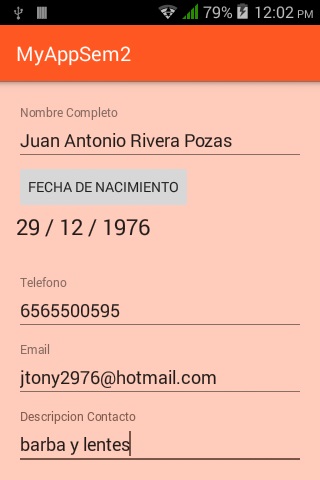 79% 12:02 PM
MyAppSem2
Nombre Completo
Juan Antonio Rivera Pozas
FECHA DE NACIMIENTO
29 / 12 / 1976
Telefono
6565500595
Email
jtony2976@hotmail.com
Descripcion Contacto
barba y lentes